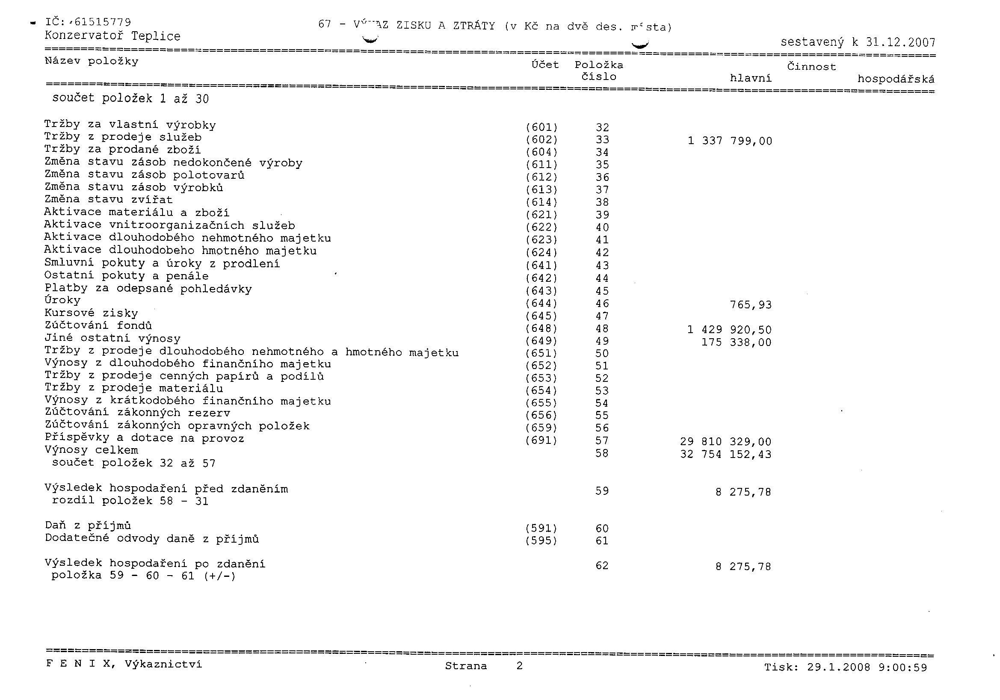 IČ: 61515779 67 - ZISKU A ZTRÁTY (v Kč na dvě des.
Konzervatoř Teplice
sestavený k 31.12.2007
Název položky Účet Položka Činnost
číslo hlavní hospodářská
součet položek 1 až 30
Tržby za vlastní výrobky (601) 32
Tržby z prodeje služeb (602) 33 1 337 799,00
Tržby za prodané zboží (604) 34
Změna stavu zásob nedokončené výroby (611) 35
Změna stavu zásob polotovarů (612) 36
Změna stavu zásob výrobků (613) 37
Změna stavu zvířat (614) 38
Aktivace materiálu a zboží (621) 39
Aktivace vnitroorganizačních služeb (622) 40
Aktivace dlouhodobého nehmotného majetku (623) 41
Aktivace dlouhodobeho hmotného majetku (624) 42
Smluvní pokuty a úroky z prodlení (641) 43
Ostatní pokuty a penále (642) 44
Platby za odepsané pohledávky (643) 45
Úroky (644) 46 765,93
Kursové zisky (645) 47
Zúčtování fondů (648) 48 1 429 920,50
Jiné ostatní výnosy (649) 49 175 338,00
Tržby z prodeje dlouhodobého nehmotného a hmotného majetku (651) 50
Výnosy z dlouhodobého finančního majetku (652) 51
Tržby z prodeje cenných papírů a podílů (653) 52
Tržby z prodeje materiálu (654) 53
Výnosy z krátkodobého finančního majetku (655) 54
Zúčtování zákonných rezerv (656) 55
Zúčtování zákonných opravných položek (659) 56
Příspěvky a dotace na provoz (691) 57 29 810 329,00
Výnosy celkem 58 32 754 152,43
součet položek 32 až 57
Výsledek hospodaření před zdaněním 59 8 275,78
rozdíl položek 58 - 31
Daň z příjmů (591) 60
Dodatečné odvody daně z příjmů (595) 61
Výsledek hospodaření po zdanění 62 8 275,78
položka 59 - 60 - 61 (+/-)
F E N I X, Výkaznictví Strana 2 Tisk: 29.1.2008 9:00:59